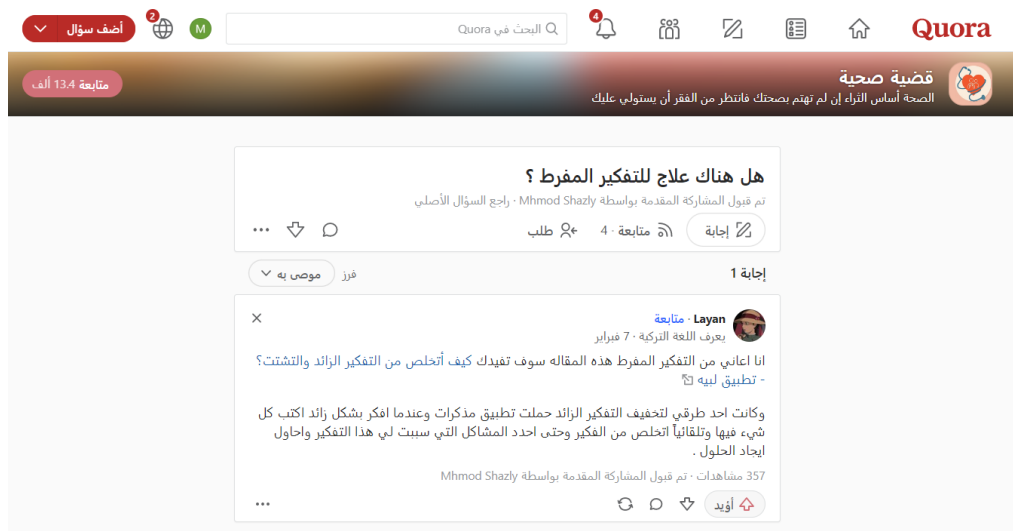 Quora
4
البحث في Quora
M
2
أضف سؤال
قضية صحية
الصحة أساس الثراء إن لم تهتم بصحتك فانتظر من الفقر أن يستولي عليك
متابعة 13.4 ألف
هل هناك علاج للتفكير المفرط ؟
تم قبول المشاركة المقدمة بواسطة Mhmod Shazly · راجع السؤال الأصلي
إجابة
متابعة · 4
طلب
إجابة 1
فرز
موصى به
Layan · متابعة
يعرف اللغة التركية · 7 فبراير
انا اعاني من التفكير المفرط هذه المقاله سوف تفيدك كيف أتخلص من التفكير الزائد والتشتت؟
- تطبيق لبيه
وكانت احد طرقي لتخفيف التفكير الزائد حملت تطبيق مذكرات وعندما افكر بشكل زائد اكتب كل
شيء فيها وتلقائياً اتخلص من الفكير وحتى احدد المشاكل التي سببت لي هذا التفكير واحاول
ايجاد الحلول .
357 مشاهدات · تم قبول المشاركة المقدمة بواسطة Mhmod Shazly
أؤيد